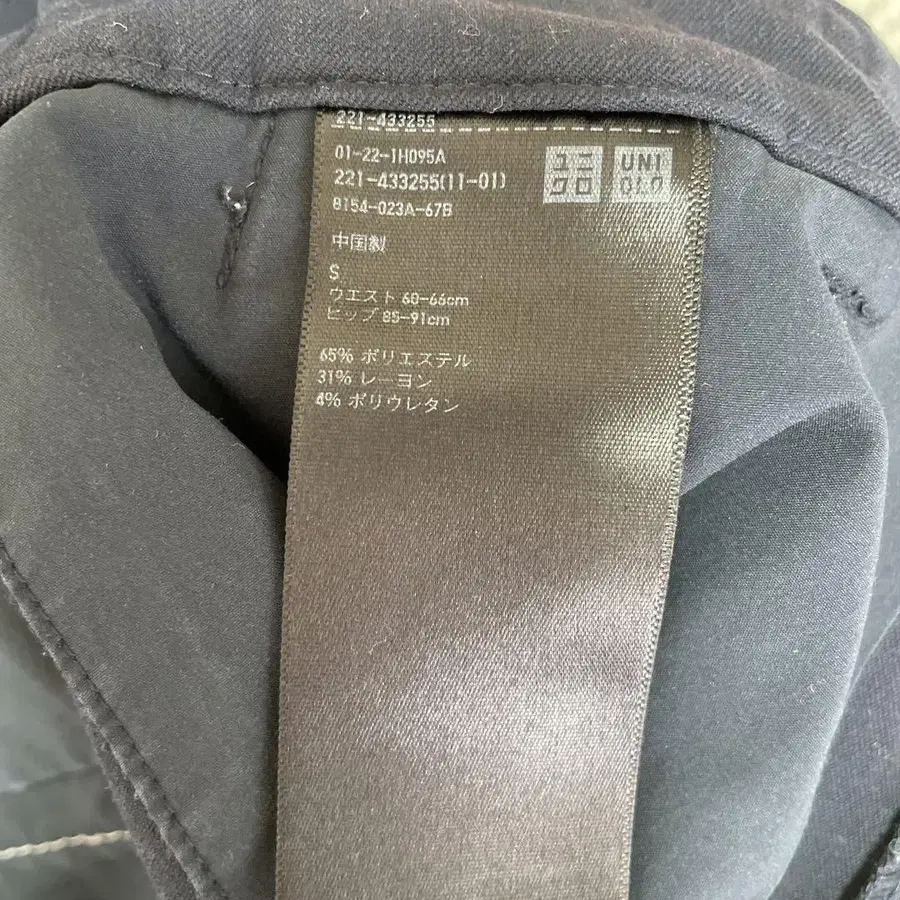 221-433255
01-22-1H095A
221-433255(11-01)
8154-023A-67B
ユニ
クロ
UNI
QLO
中国製
S
ウエスト 60-66cm
ヒップ 85-91cm
65% ポリエステル
31% レーヨン
4% ポリウレタン